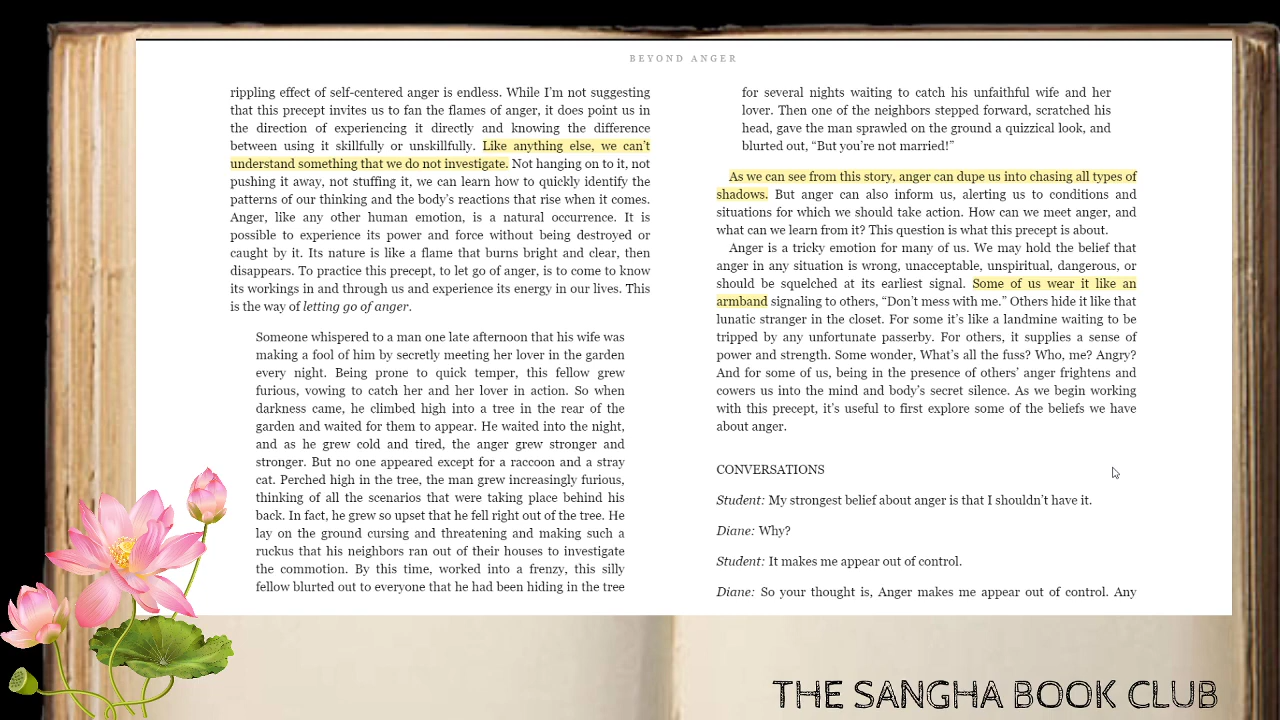 BEYOND ANGER
rippling effect of self-centered anger is endless. While I’m not suggesting
that this precept invites us to fan the flames of anger, it does point us in
the direction of experiencing it directly and knowing the difference
between using it skillfully or unskillfully. Like anything else, we can’t
understand something that we do not investigate. Not hanging on to it, not
pushing it away, not stuffing it, we can learn how to quickly identify the
patterns of our thinking and the body’s reactions that rise when it comes.
Anger, like any other human emotion, is a natural occurrence. It is
possible to experience its power and force without being destroyed or
caught by it. Its nature is like a flame that burns bright and clear, then
disappears. To practice this precept, to let go of anger, is to come to know
its workings in and through us and experience its energy in our lives. This
is the way of letting go of anger.
Someone whispered to a man one late afternoon that his wife was
making a fool of him by secretly meeting her lover in the garden
every night. Being prone to quick temper, this fellow grew
furious, vowing to catch her and her lover in action. So when
darkness came, he climbed high into a tree in the rear of the
garden and waited for them to appear. He waited into the night,
and as he grew cold and tired, the anger grew stronger and
stronger. But no one appeared except for a raccoon and a stray
cat. Perched high in the tree, the man grew increasingly furious,
thinking of all the scenarios that were taking place behind his
back. In fact, he grew so upset that he fell right out of the tree. He
lay on the ground cursing and threatening and making such a
ruckus that his neighbors ran out of their houses to investigate
the commotion. By this time, worked into a frenzy, this silly
fellow blurted out to everyone that he had been hiding in the tree
for several nights waiting to catch his unfaithful wife and her
lover. Then one of the neighbors stepped forward, scratched his
head, gave the man sprawled on the ground a quizzical look, and
blurted out, “But you’re not married!”
As we can see from this story, anger can dupe us into chasing all types of
shadows. But anger can also inform us, alerting us to conditions and
situations for which we should take action. How can we meet anger, and
what can we learn from it? This question is what this precept is about.
Anger is a tricky emotion for many of us. We may hold the belief that
anger in any situation is wrong, unacceptable, unspiritual, dangerous, or
should be squelched at its earliest signal. Some of us wear it like an
armband signaling to others, “Don’t mess with me.” Others hide it like that
lunatic stranger in the closet. For some it’s like a landmine waiting to be
tripped by any unfortunate passerby. For others, it supplies a sense of
power and strength. Some wonder, What’s all the fuss? Who, me? Angry?
And for some of us, being in the presence of others’ anger frightens and
cowers us into the mind and body’s secret silence. As we begin working
with this precept, it’s useful to first explore some of the beliefs we have
about anger.
CONVERSATIONS
Student: My strongest belief about anger is that I shouldn’t have it.
Diane: Why?
Student: It makes me appear out of control.
Diane: So your thought is, Anger makes me appear out of control. Any
THE SANGHA BOOK CLUB